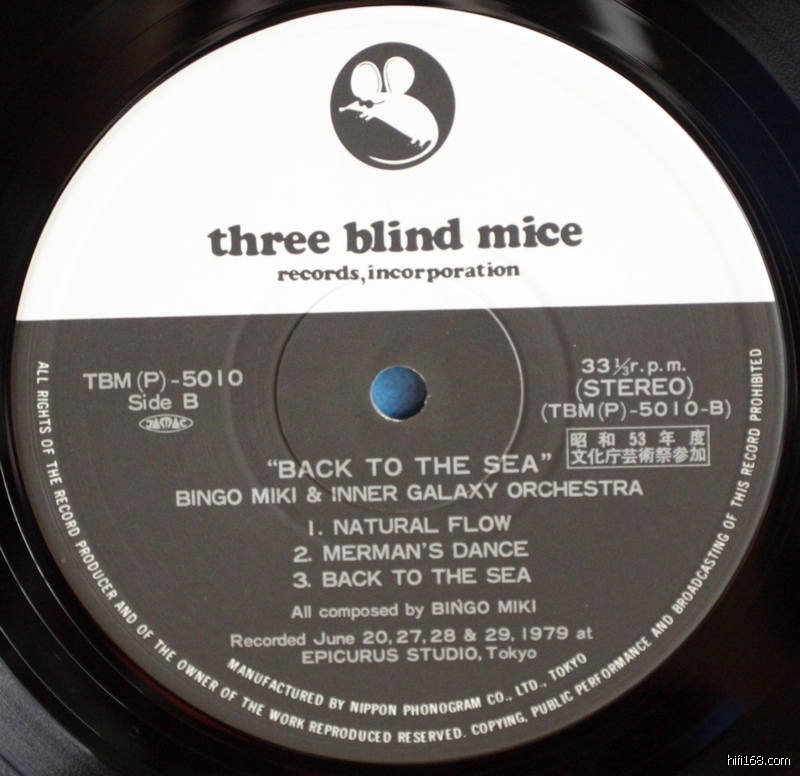 three blind mice
records, incorporation
TBM (P) - 5010
Side B
JASRAC
33 1/3 r.p.m.
(STEREO)
(TBM (P) - 5010 - B)
昭和53年度
文化庁芸術祭参加
"BACK TO THE SEA"
BINGO MIKI & INNER GALAXY ORCHESTRA
1. NATURAL FLOW
2. MERMAN'S DANCE
3. BACK TO THE SEA
All composed by BINGO MIKI
Recorded June 20, 27, 28 & 29, 1979 at
EPICURUS STUDIO, Tokyo
MANUFACTURED BY NIPPON PHONOGRAM CO., LTD., TOKYO
ALL RIGHTS OF THE RECORD PRODUCER AND OF THE OWNER OF THE WORK REPRODUCED RESERVED. COPYING, PUBLIC PERFORMANCE AND BROADCASTING OF THIS RECORD PROHIBITED
hifi168.com